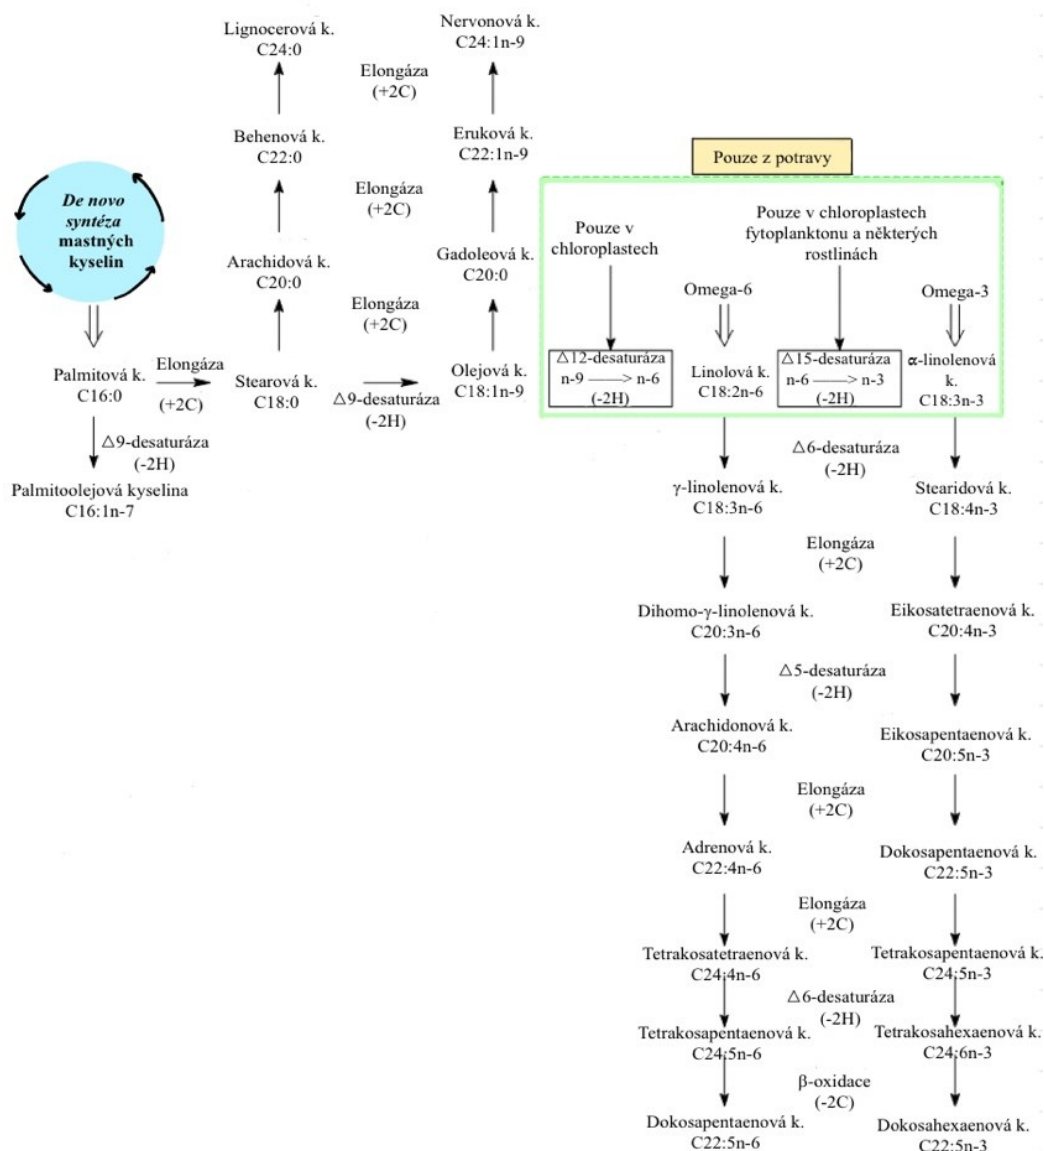 Lignocerová k.
C24:0
Elongáza
(+2C)
Nervonová k.
C24:1n-9
Behenová k.
C22:0
Elongáza
(+2C)
Eruková k.
C22:1n-9
De novo
syntéza
mastných
kyselin
Arachidová k.
C20:0
Elongáza
(+2C)
Gadoleová k.
C20:0
Palmitová k.
C16:0
Elongáza
(+2C)
Stearová k.
C18:0
△9-desaturáza
(-2H)
Olejová k.
C18:1n-9
△9-desaturáza
(-2H)
Palmitoolejová kyselina
C16:1n-7
Pouze z potravy
Pouze v
chloroplastech
Pouze v chloroplastech
fytoplanktonu a některých
rostlinách
Omega-6
Omega-3
△12-desaturáza
n-9 n-6
(-2H)
Linolová k.
C18:2n-6
△15-desaturáza
n-6 n-3
(-2H)
α-linolenová
k.
C18:3n-3
△6-desaturáza
(-2H)
γ-linolenová k.
C18:3n-6
Stearidová k.
C18:4n-3
Elongáza
(+2C)
Dihomo-γ-linolenová k.
C20:3n-6
Eikosatetraenová k.
C20:4n-3
△5-desaturáza
(-2H)
Arachidonová k.
C20:4n-6
Eikosapentaenová k.
C20:5n-3
Elongáza
(+2C)
Adrenová k.
C22:4n-6
Dokosapentaenová k.
C22:5n-3
Elongáza
(+2C)
Tetrakosatetraenová k.
C24:4n-6
Tetrakosapentaenová k.
C24:5n-3
△6-desaturáza
(-2H)
Tetrakosapentaenová k.
C24:5n-6
Tetrakosahexaenová k.
C24:6n-3
β-oxidace
(-2C)
Dokosapentaenová k.
C22:5n-6
Dokosahexaenová k.
C22:5n-3